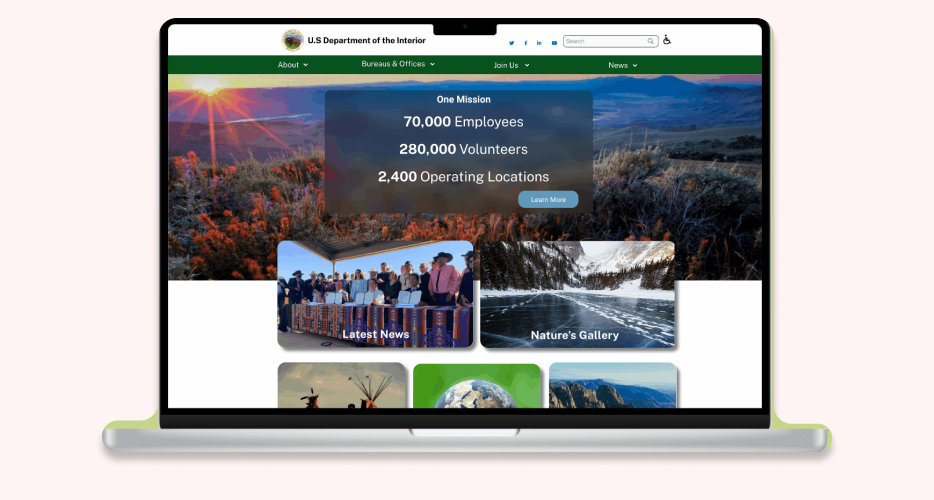 U.S Department of the Interior
Search
About
Bureaus & Offices
Join Us
News
One Mission
70,000 Employees
280,000 Volunteers
2,400 Operating Locations
Learn More
Latest News
Nature's Gallery